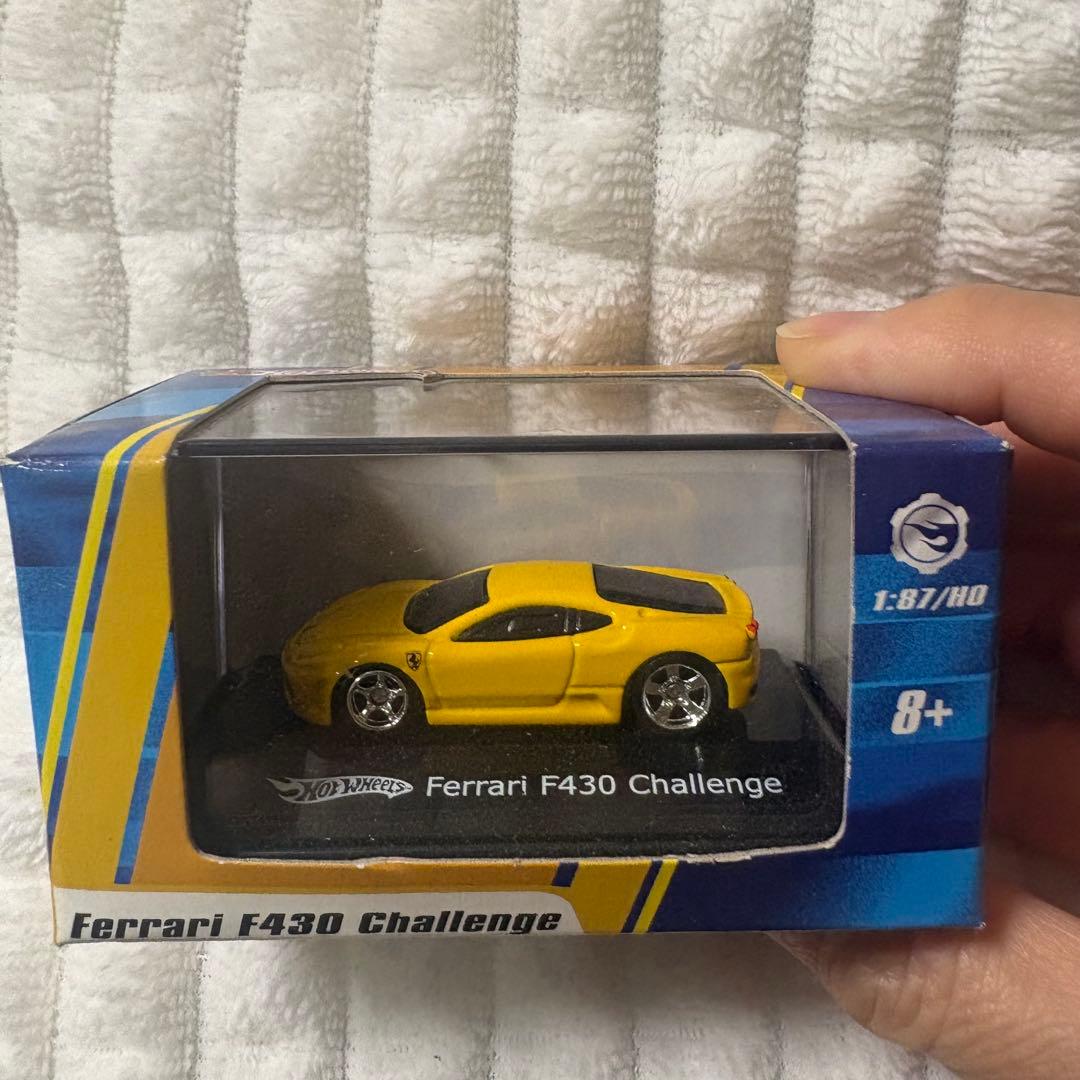 1:87/HO
8+
Hot Wheels Ferrari F430 Challenge
Ferrari F430 Challenge